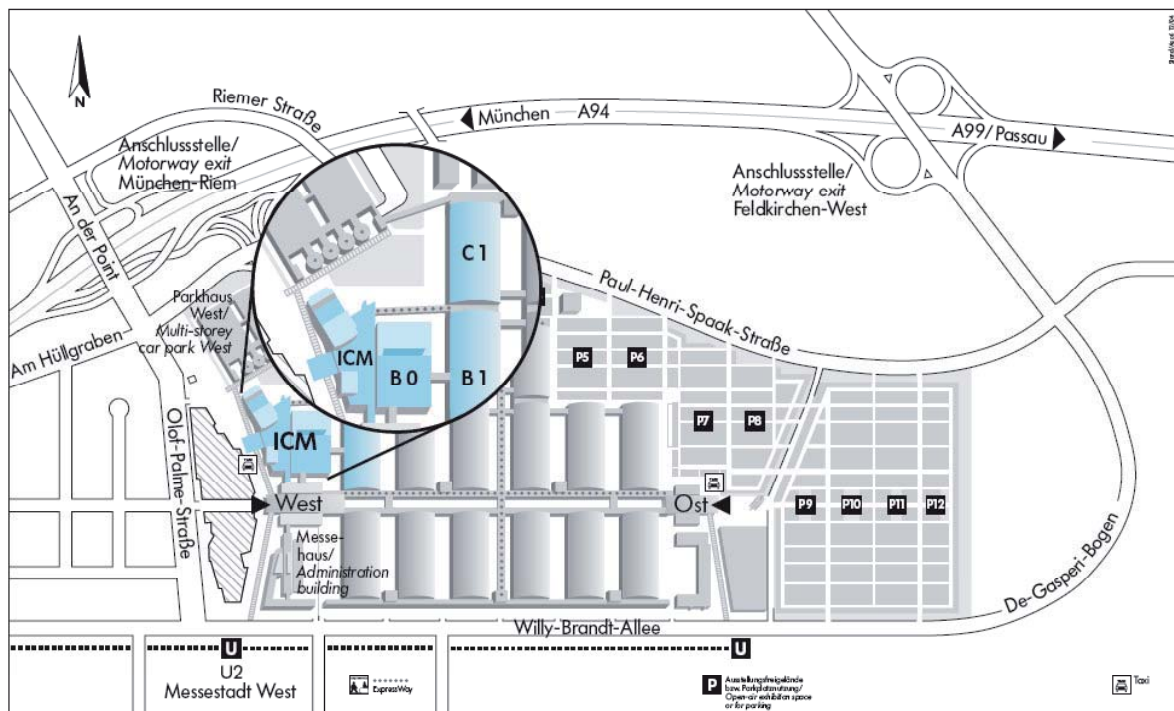 N
Riemer Straße
München A94
A99/Passau
Anschlussstelle/
Motorway exit
München-Riem
Anschlussstelle/
Motorway exit
Feldkirchen-West
An der Point
C 1
Paul-Henri-Spaak-Straße
Parkhaus
West/
Multi-storey
car park West
Am Hüllgraben
ICM
B 0
B 1
P5
P6
P7
P8
ICM
Olof-Palme-Straße
West
Ost
P9
P10
P11
P12
Messe-
haus/
Administration
building
De-Gasperi-Bogen
Willy-Brandt-Allee
U
U
U2
Messestadt West
ExpressWay
P
Ausstellungsfreigelände
bzw. Parkplatznutzung/
Open-air exhibition space
or for parking
Taxi